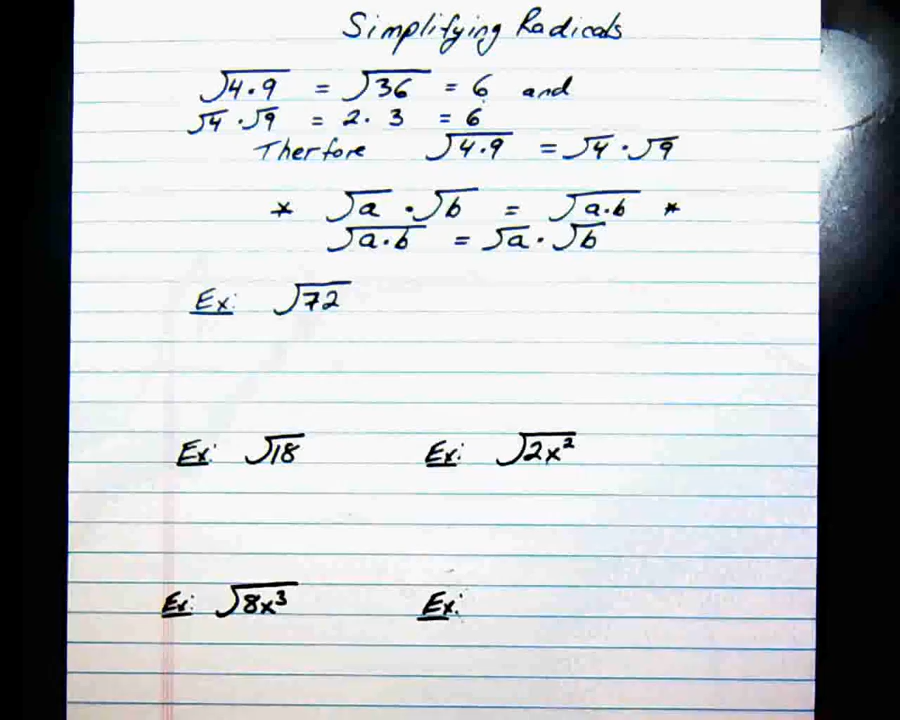 Simplifying Radicals
√4·9 = √36 = 6 and
√4·√9 = 2·3 = 6
Therfore √4·9 = √4·√9
* √a·√b = √a·b *
√a·b = √a·√b
Ex: √72
Ex: √18 Ex: √2x²
Ex: √8x³ Ex: